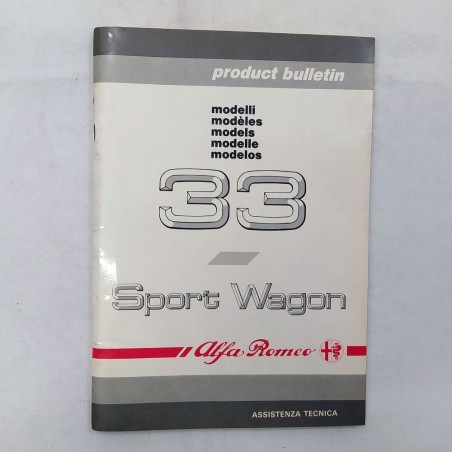 product bulletin
modelli
modèles
models
modelle
modelos
33
Sport Wagon
Alfa Romeo
ASSISTENZA TECNICA